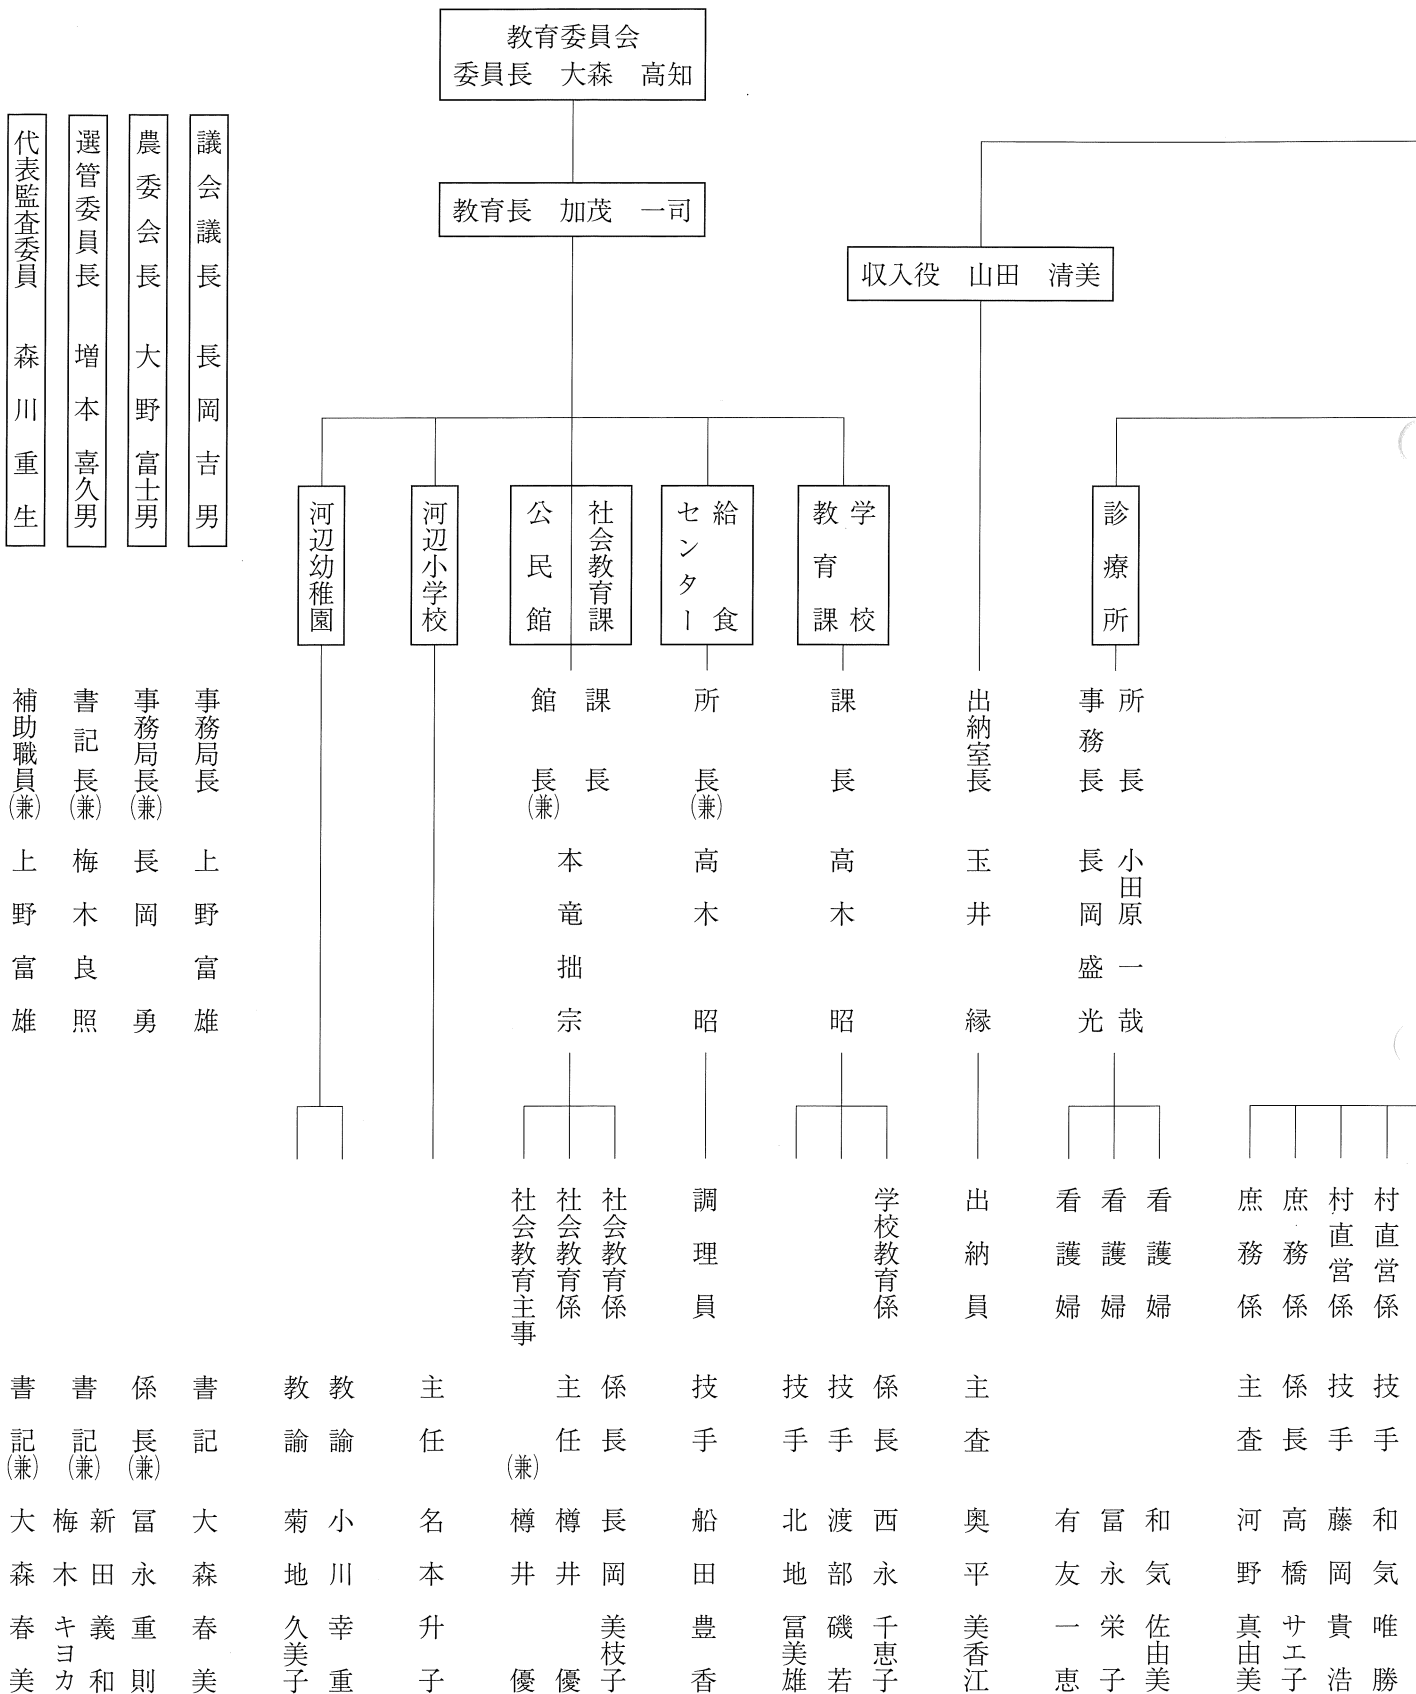 教育委員会
委員長 大森 高知
教育長 加茂 一司
収入役 山田 清美
診療所
所長 小田原一哉
事務長 長岡盛光
村直営係 技手 和気唯勝
村直営係 技手 藤岡貴浩
庶務係 係長 高橋サエ子
庶務係 主査 河野真由美
看護婦 和気佐由美
看護婦 冨永栄子
看護婦 有友一恵
出納室長 玉井縁
出納員 主査 奥平美香江
学校
教育課
課長 高木昭
学校教育係 係長 西永千恵子
技手 渡部磯若
技手 北地冨美雄
給食
センター
所長(兼) 高木昭
調理員 技手 船田豊香
社会教育課
公民館
課長
館長(兼)
本竜拙宗
社会教育係 係長 長岡美枝子
社会教育係 主任 樽井優
社会教育主事 (兼) 樽井優
河辺小学校
主任 名本升子
河辺幼稚園
教諭 小川幸重
教諭 菊地久美子
議会議長 長岡吉男
事務局長 上野富雄
書記 大森春美
農委会長 大野富士男
事務局長(兼) 長岡勇
係長(兼) 冨永重則
選管委員長 増本喜久男
書記長(兼) 梅木良照
書記(兼) 新田義和
梅木キヨカ
代表監査委員 森川重生
補助職員(兼) 上野富雄
書記(兼) 大森春美